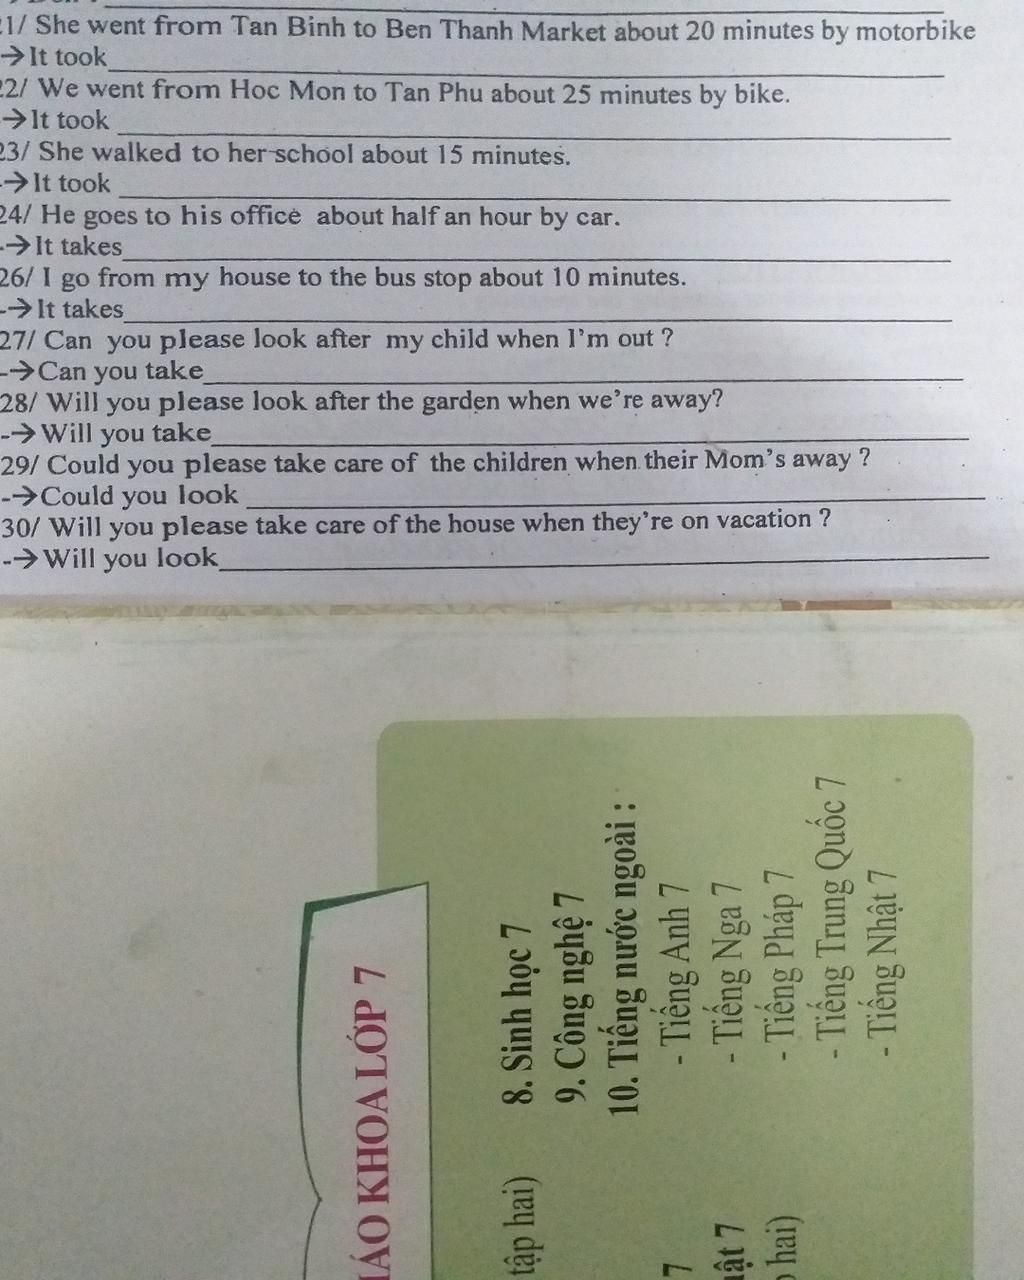 21/ She went from Tan Binh to Ben Thanh Market about 20 minutes by motorbike
→It took
22/ We went from Hoc Mon to Tan Phu about 25 minutes by bike.
→It took
23/ She walked to her school about 15 minutes.
-→It took
24/ He goes to his office about half an hour by car.
-→It takes
26/ I go from my house to the bus stop about 10 minutes.
-→It takes
27/ Can you please look after my child when I'm out ?
-→Can you take
28/ Will you please look after the garden when we're away?
-→Will you take
29/ Could you please take care of the children when their Mom's away ?
-→Could you look
30/ Will you please take care of the house when they're on vacation ?
-→Will you look
KHOA LỚP 7
tập hai)
7
7
hai)
8. Sinh học 7
9. Công nghệ 7
10. Tiếng nước ngoài :
- Tiếng Anh 7
- Tiếng Nga 7
- Tiếng Pháp 7
- Tiếng Trung Quốc 7
- Tiếng Nhật 7